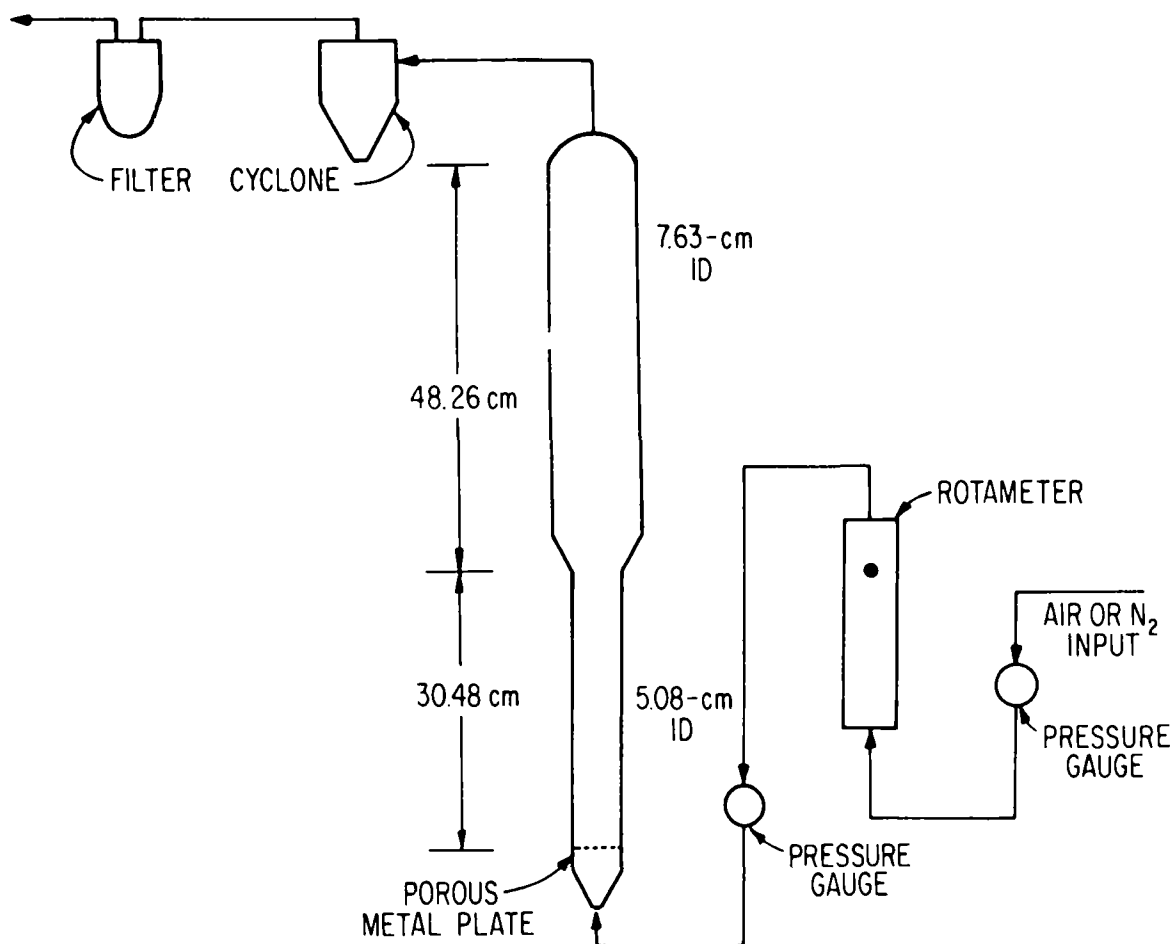 FILTER
CYCLONE
7.63-cm
ID
48.26 cm
ROTAMETER
AIR OR N₂
INPUT
30.48 cm
5.08-cm
ID
PRESSURE
GAUGE
PRESSURE
GAUGE
POROUS
METAL PLATE